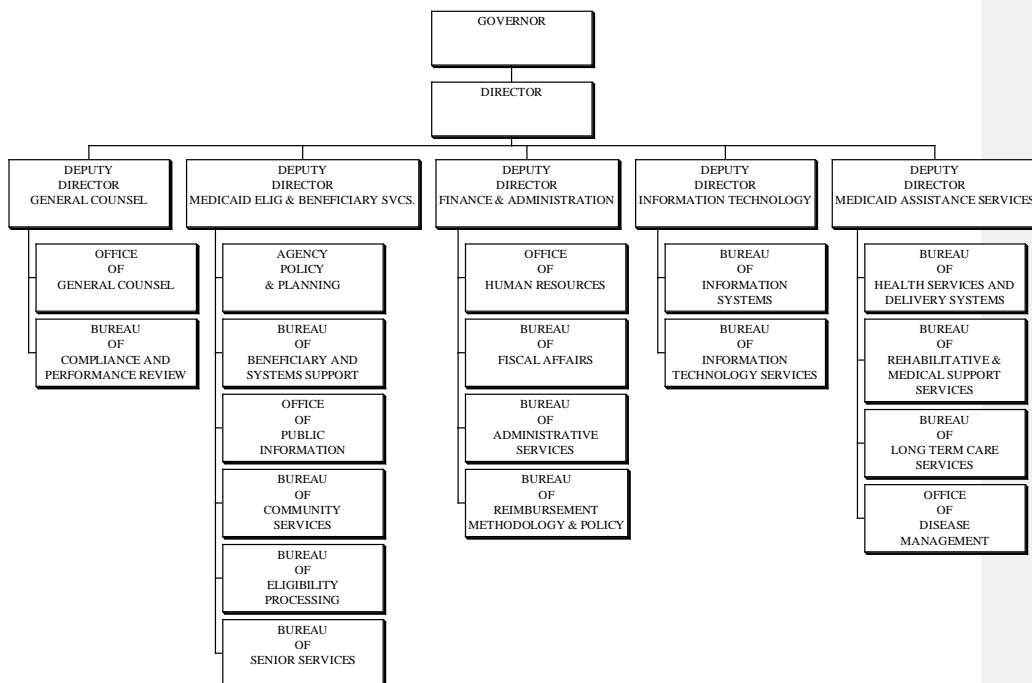 GOVERNOR
DIRECTOR
DEPUTY
DIRECTOR
GENERAL COUNSEL
DEPUTY
DIRECTOR
MEDICAID ELIG & BENEFICIARY SVCS.
DEPUTY
DIRECTOR
FINANCE & ADMINISTRATION
DEPUTY
DIRECTOR
INFORMATION TECHNOLOGY
DEPUTY
DIRECTOR
MEDICAID ASSISTANCE SERVICES
OFFICE
OF
GENERAL COUNSEL
BUREAU
OF
COMPLIANCE AND
PERFORMANCE REVIEW
AGENCY
POLICY
& PLANNING
BUREAU
OF
BENEFICIARY AND
SYSTEMS SUPPORT
OFFICE
OF
PUBLIC
INFORMATION
BUREAU
OF
COMMUNITY
SERVICES
BUREAU
OF
ELIGIBILITY
PROCESSING
BUREAU
OF
SENIOR SERVICES
OFFICE
OF
HUMAN RESOURCES
BUREAU
OF
FISCAL AFFAIRS
BUREAU
OF
ADMINISTRATIVE
SERVICES
BUREAU
OF
REIMBURSEMENT
METHODOLOGY & POLICY
BUREAU
OF
INFORMATION
SYSTEMS
BUREAU
OF
INFORMATION
TECHNOLOGY SERVICES
BUREAU
OF
HEALTH SERVICES AND
DELIVERY SYSTEMS
BUREAU
OF
REHABILITATIVE &
MEDICAL SUPPORT
SERVICES
BUREAU
OF
LONG TERM CARE
SERVICES
OFFICE
OF
DISEASE
MANAGEMENT